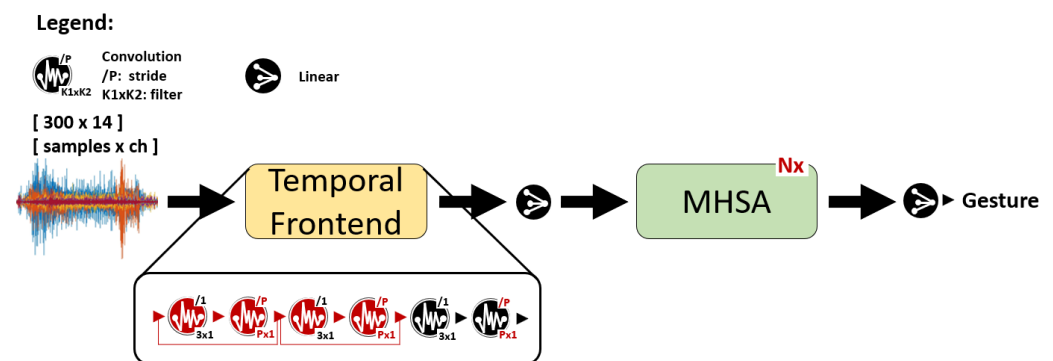 Legend:
/P
K1xK2
Convolution
/P: stride
K1xK2: filter
Linear
[ 300 x 14 ]
[ samples x ch ]
Temporal
Frontend
Nx
MHSA
Gesture
/1
3x1
/P
Px1
/1
3x1
/P
Px1
/1
3x1
/P
Px1